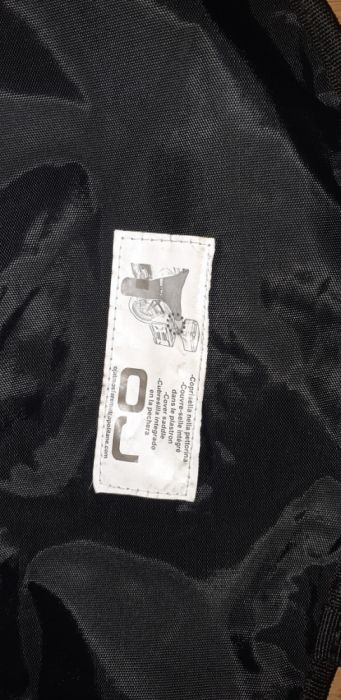 OJ
-Coprisella nella pettorina
-Couvre-selle intégré
dans le plastron
-Cover saddle
-Cubresilla integrado
en la pechera